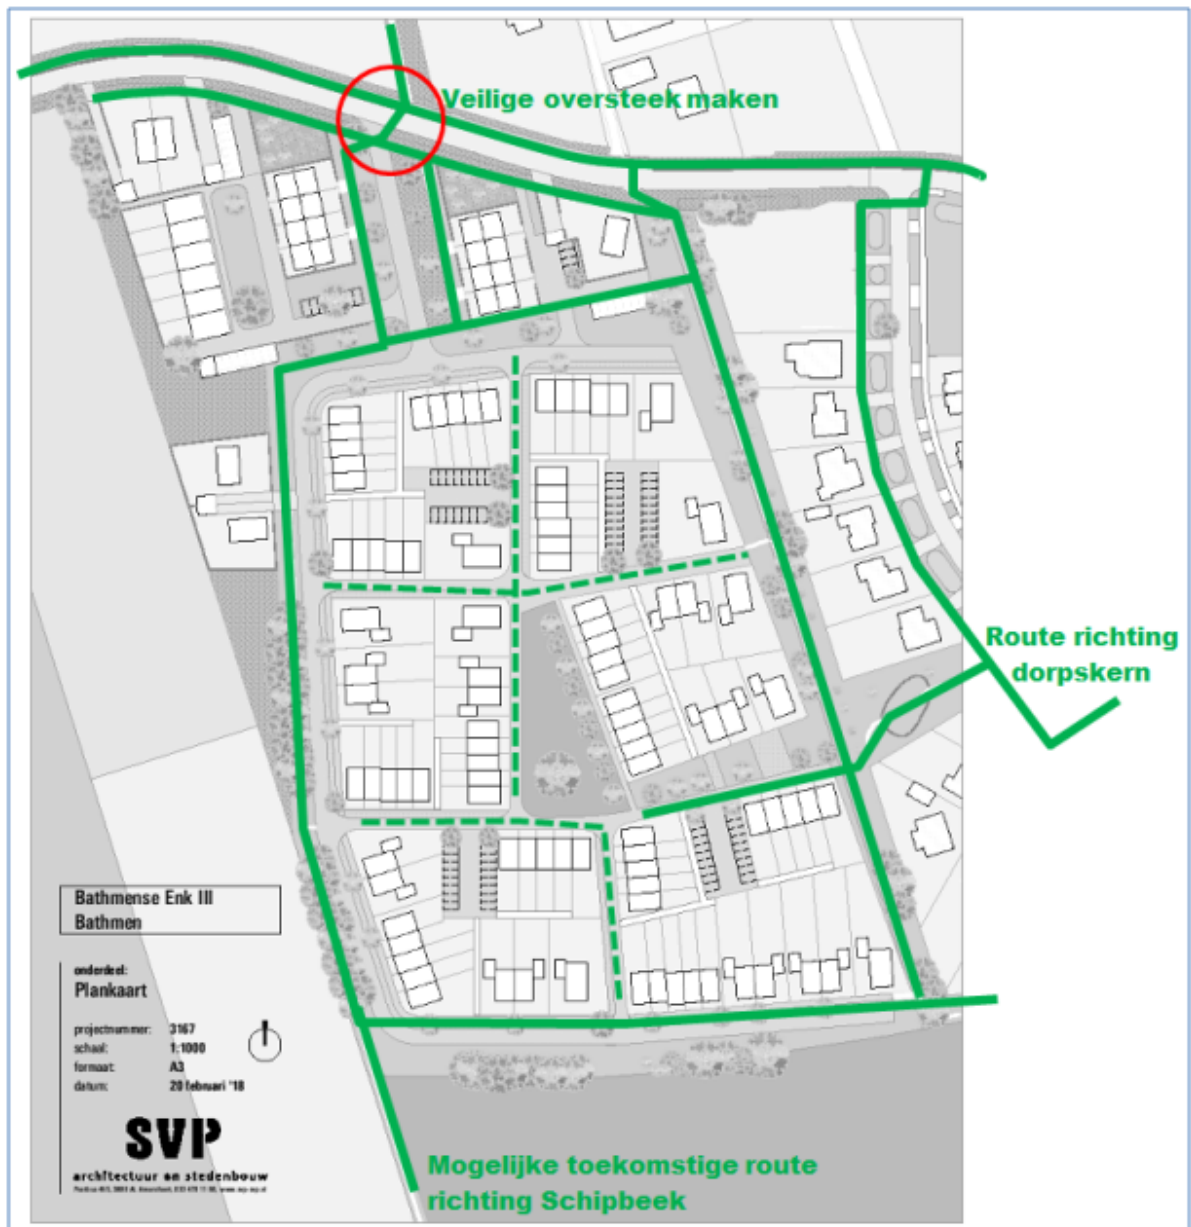 Veilige oversteek maken
Route richting
dorpskern
Bathmense Enk III
Bathmen
onderdeel:
Plankaart
projectnummer: 3167
schaal: 1:1000
formaat: A3
datum: 20 februari '18
SVP
architectuur en stedenbouw
Mogelijke toekomstige route
richting Schipbeek